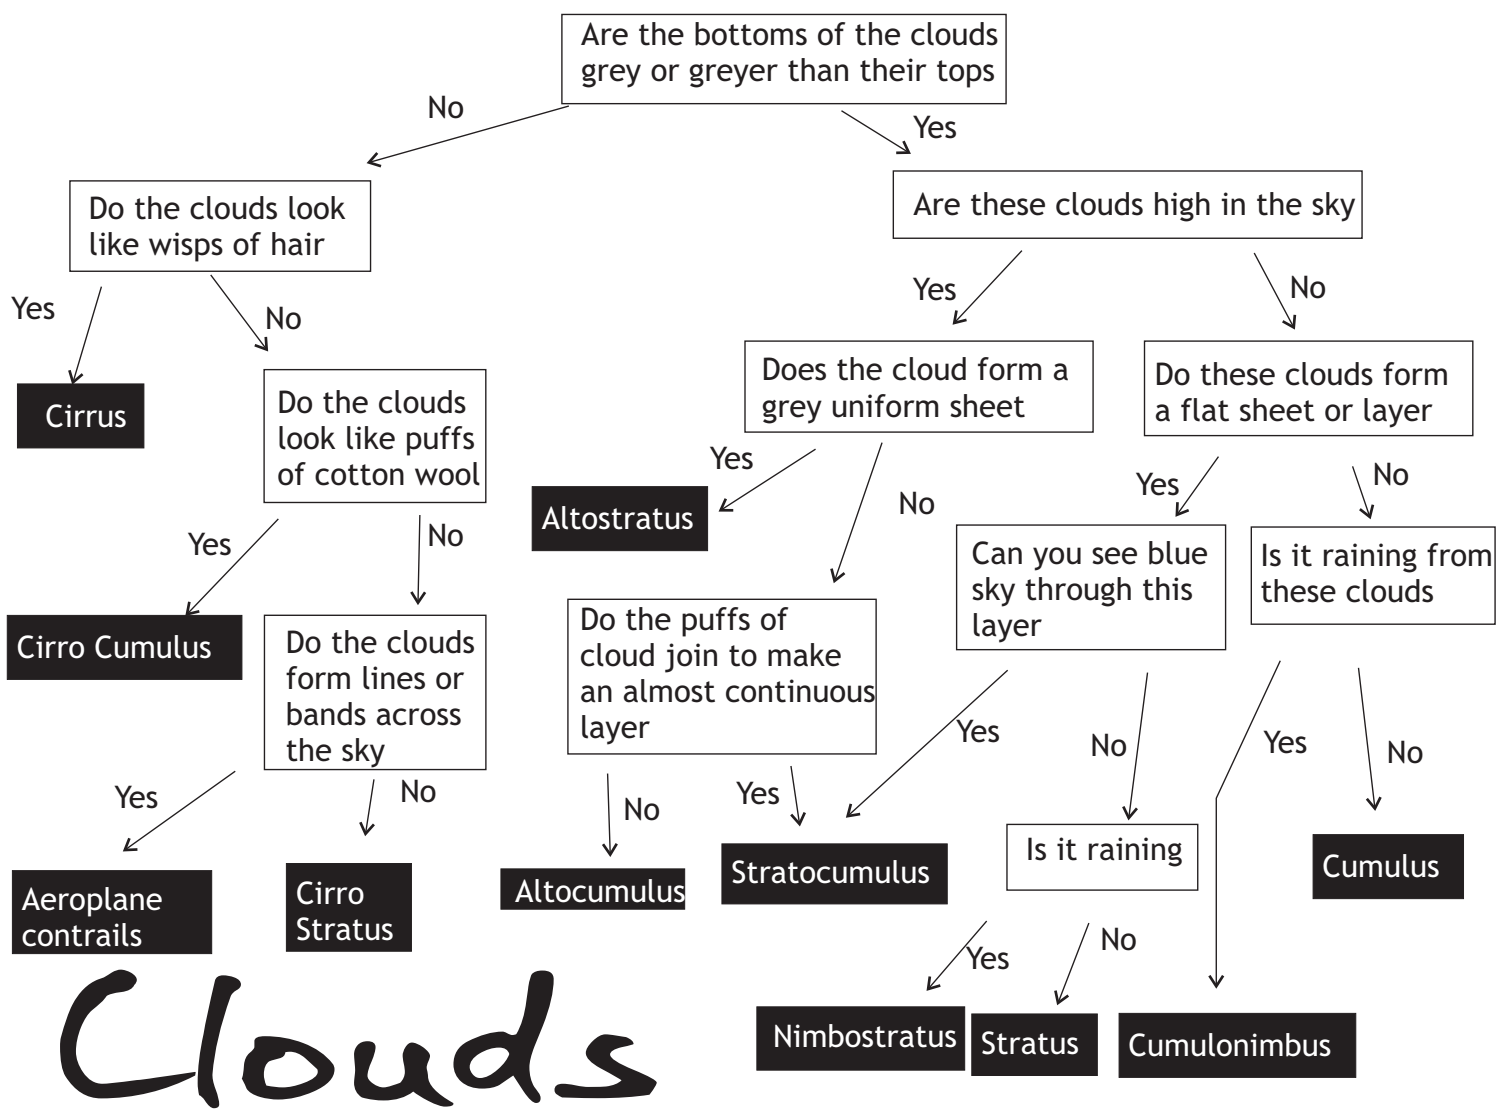 Are the bottoms of the clouds
grey or greyer than their tops
No
Yes
Do the clouds look
like wisps of hair
Are these clouds high in the sky
Yes
No
Yes
No
Cirrus
Do the clouds
look like puffs
of cotton wool
Does the cloud form a
grey uniform sheet
Do these clouds form
a flat sheet or layer
Yes
No
Yes
No
Yes
No
Altostratus
Can you see blue
sky through this
layer
Is it raining from
these clouds
Cirro Cumulus
Do the clouds
form lines or
bands across
the sky
Do the puffs of
cloud join to make
an almost continuous
layer
Yes
No
Yes
No
Yes
No
No
Yes
Aeroplane
contrails
Cirro
Stratus
Altocumulus
Stratocumulus
Is it raining
Cumulus
Yes
No
Nimbostratus
Stratus
Cumulonimbus
Clouds